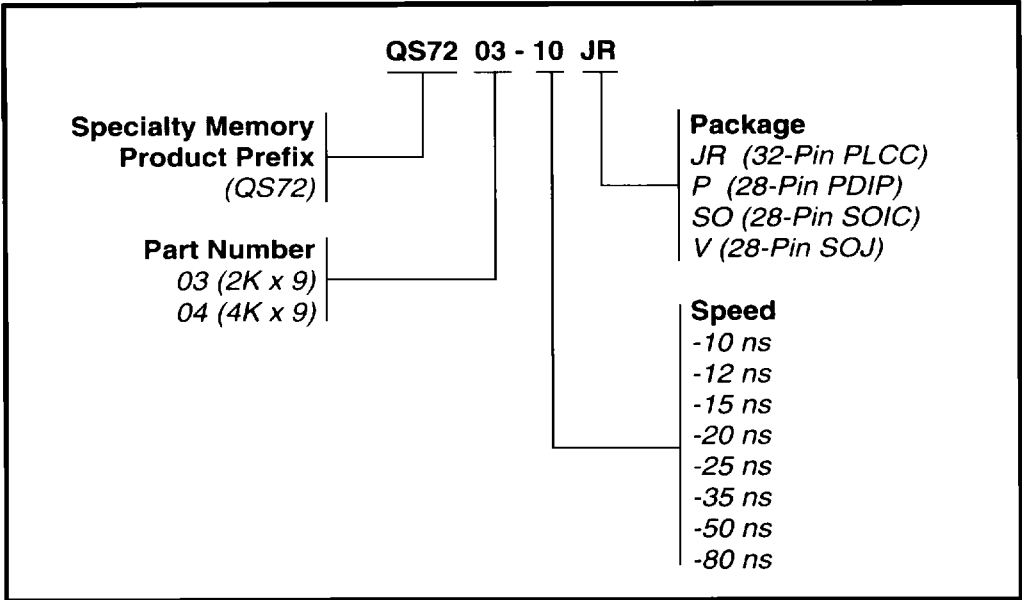 QS72 03 - 10 JR
Specialty Memory
Product Prefix
(QS72)
Part Number
03 (2K x 9)
04 (4K x 9)
Package
JR (32-Pin PLCC)
P (28-Pin PDIP)
SO (28-Pin SOIC)
V (28-Pin SOJ)
Speed
-10 ns
-12 ns
-15 ns
-20 ns
-25 ns
-35 ns
-50 ns
-80 ns